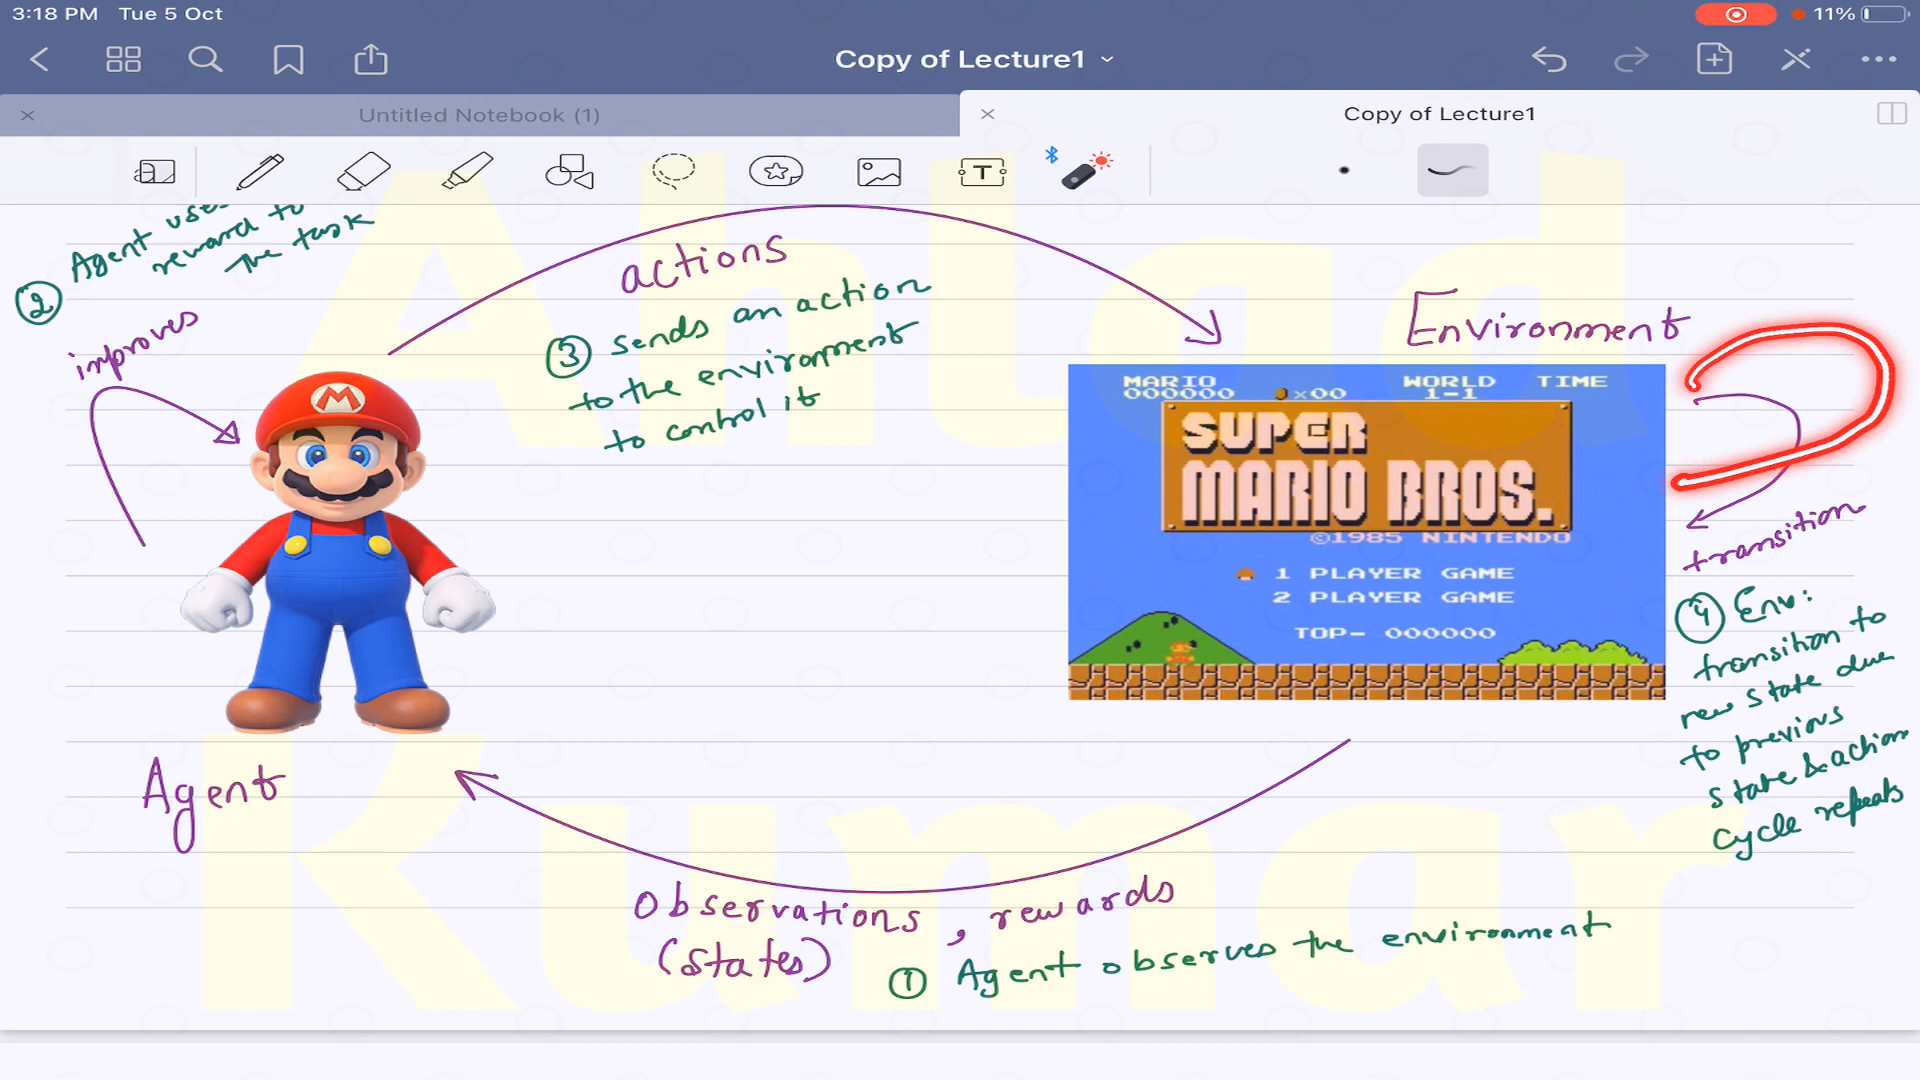 3:18 PM Tue 5 Oct
11%
Copy of Lecture1
Untitled Notebook (1)
Copy of Lecture1
T
Ahlad
Kumar
Agent uses
reward to
the task
2
improves
actions
3 sends an action
to the environment
to control it
Environment
MARIO WORLD TIME
000000 ×00 1-1
SUPER
MARIO BROS.
©1985 NINTENDO
1 PLAYER GAME
2 PLAYER GAME
TOP- 000000
M
transition
4 Env:
transition to
new state due
to previous
state & action
cycle repeats
Agent
Observations, rewards
(states)
1 Agent observes the environment